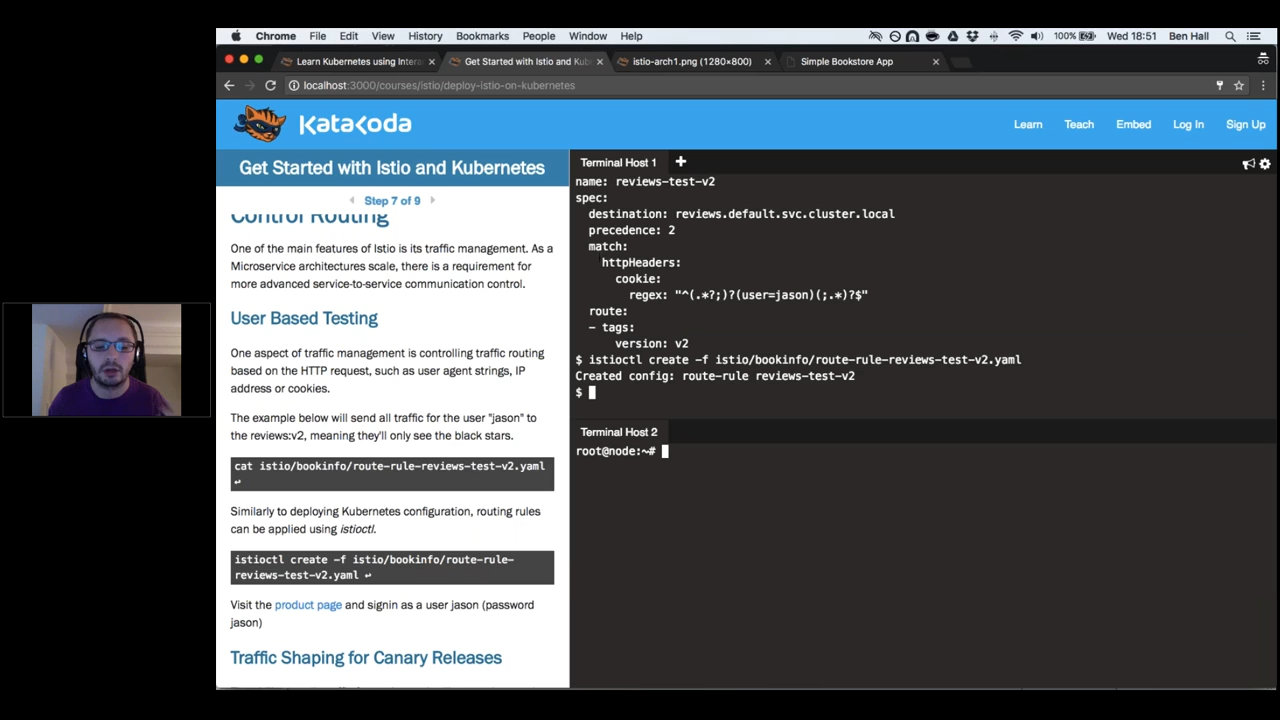 Chrome File Edit View History Bookmarks People Window Help 100% Wed 18:51 Ben Hall
Learn Kubernetes using Intera Get Started with Istio and Kub istio-arch1.png (1280×800) Simple Bookstore App
localhost:3000/courses/istio/deploy-istio-on-kubernetes
Katakoda Learn Teach Embed Log In Sign Up
Get Started with Istio and Kubernetes
Step 7 of 9
Control Routing
One of the main features of Istio is its traffic management. As a
Microservice architectures scale, there is a requirement for
more advanced service-to-service communication control.
User Based Testing
One aspect of traffic management is controlling traffic routing
based on the HTTP request, such as user agent strings, IP
address or cookies.
The example below will send all traffic for the user "jason" to
the reviews:v2, meaning they'll only see the black stars.
cat istio/bookinfo/route-rule-reviews-test-v2.yaml
↵
Similarly to deploying Kubernetes configuration, routing rules
can be applied using istioctl.
istioctl create -f istio/bookinfo/route-rule-
reviews-test-v2.yaml ↵
Visit the product page and signin as a user jason (password
jason)
Traffic Shaping for Canary Releases
Terminal Host 1 +
name: reviews-test-v2
spec:
destination: reviews.default.svc.cluster.local
precedence: 2
match:
httpHeaders:
cookie:
regex: "^(.*?;)?(user=jason)(;.*)?$"
route:
- tags:
version: v2
$ istioctl create -f istio/bookinfo/route-rule-reviews-test-v2.yaml
Created config: route-rule reviews-test-v2
$
Terminal Host 2
root@node:~#